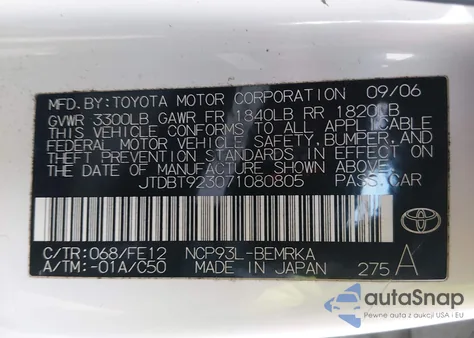 MFD.BY:TOYOTA MOTOR CORPORATION 09/06
GVWR 3300LB GAWR FR 1840LB RR 1820LB
THIS VEHICLE CONFORMS TO ALL APPLICABLE
FEDERAL MOTOR VEHICLE SAFETY, BUMPER, AND
THEFT PREVENTION STANDARDS IN EFFECT ON
THE DATE OF MANUFACTURE SHOWN ABOVE.
JTDBT923071080805 PASS.CAR
C/TR:068/FE12 NCP93L-BEMRKA
A/TM:-01A/C50 MADE IN JAPAN 275 A
TOYOTA
autoSnap
Pewne auta z aukcji USA i EU